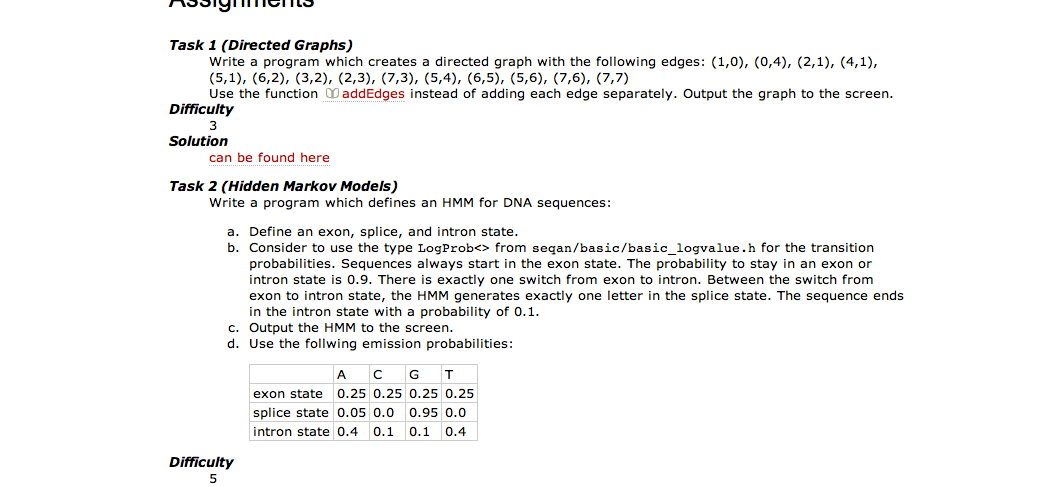 Assignments
Task 1 (Directed Graphs)
Write a program which creates a directed graph with the following edges: (1,0), (0,4), (2,1), (4,1),
(5,1), (6,2), (3,2), (2,3), (7,3), (5,4), (6,5), (5,6), (7,6), (7,7)
Use the function addEdges instead of adding each edge separately. Output the graph to the screen.
Difficulty
3
Solution
can be found here
Task 2 (Hidden Markov Models)
Write a program which defines an HMM for DNA sequences:
a. Define an exon, splice, and intron state.
b. Consider to use the type LogProb<> from seqan/basic/basic_logvalue.h for the transition
probabilities. Sequences always start in the exon state. The probability to stay in an exon or
intron state is 0.9. There is exactly one switch from exon to intron. Between the switch from
exon to intron state, the HMM generates exactly one letter in the splice state. The sequence ends
in the intron state with a probability of 0.1.
c. Output the HMM to the screen.
d. Use the follwing emission probabilities:
A C G T
exon state 0.25 0.25 0.25 0.25
splice state 0.05 0.0 0.95 0.0
intron state 0.4 0.1 0.1 0.4
Difficulty
5